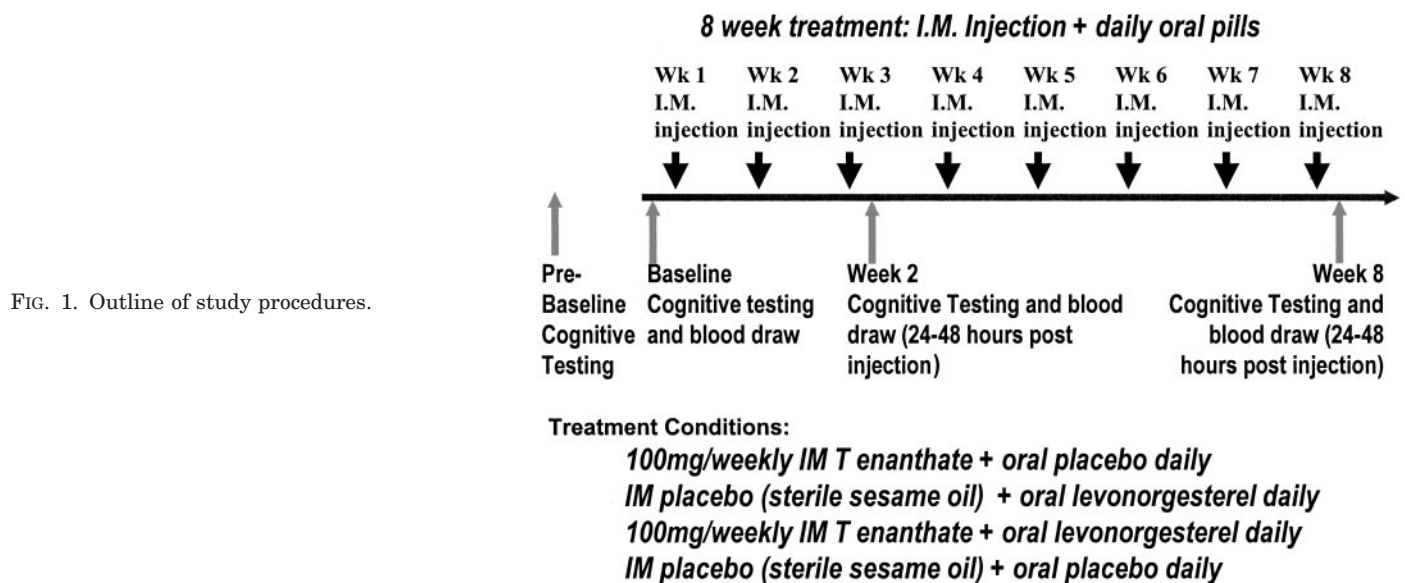 8 week treatment: I.M. Injection + daily oral pills
Wk 1 Wk 2 Wk 3 Wk 4 Wk 5 Wk 6 Wk 7 Wk 8
I.M. I.M. I.M. I.M. I.M. I.M. I.M. I.M.
injection injection injection injection injection injection injection injection
Pre-
Baseline
Cognitive
Testing
Baseline
Cognitive testing
and blood draw
Week 2
Cognitive Testing and blood
draw (24-48 hours post
injection)
Week 8
Cognitive Testing and
blood draw (24-48
hours post injection)
FIG. 1. Outline of study procedures.
Treatment Conditions:
100mg/weekly IM T enanthate + oral placebo daily
IM placebo (sterile sesame oil) + oral levonorgesterel daily
100mg/weekly IM T enanthate + oral levonorgesterel daily
IM placebo (sterile sesame oil) + oral placebo daily